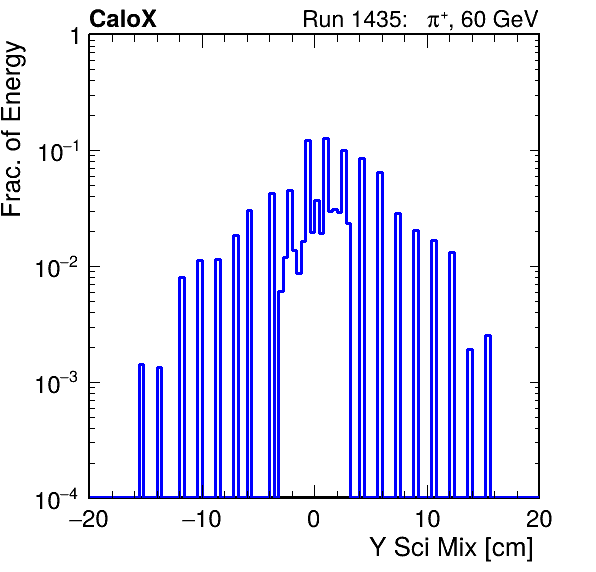 CaloX Run 1435: π⁺, 60 GeV
Frac. of Energy
1
10⁻¹
10⁻²
10⁻³
10⁻⁴
−20 −10 0 10 20
Y Sci Mix [cm]